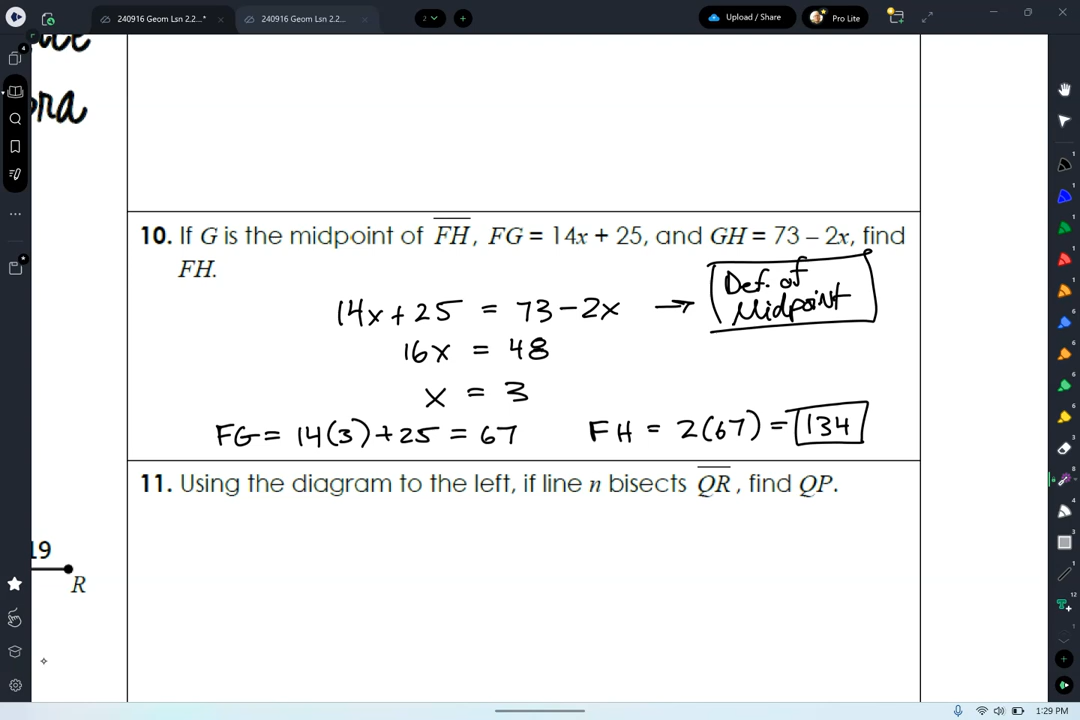 240916 Geom Lsn 2.2...*
240916 Geom Lsn 2.2...
2
Upload / Share
Pro Lite
10. If G is the midpoint of FH, FG = 14x + 25, and GH = 73 – 2x, find
FH.
14x + 25 = 73 - 2x → Def. of
Midpoint
16x = 48
x = 3
FG = 14(3) + 25 = 67 FH = 2(67) = 134
11. Using the diagram to the left, if line n bisects QR, find QP.
19
R
1:29 PM